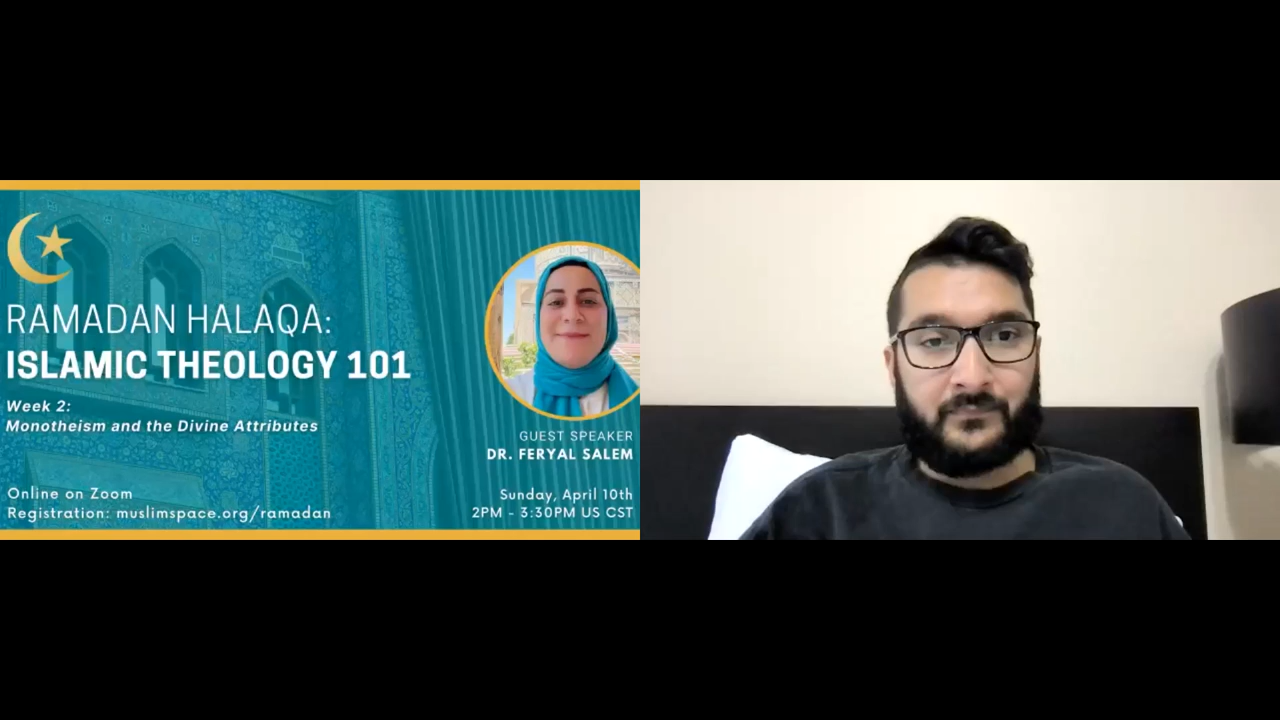 RAMADAN HALAQA:
ISLAMIC THEOLOGY 101
Week 2:
Monotheism and the Divine Attributes
GUEST SPEAKER
DR. FERYAL SALEM
Online on Zoom
Registration: muslimspace.org/ramadan
Sunday, April 10th
2PM - 3:30PM US CST